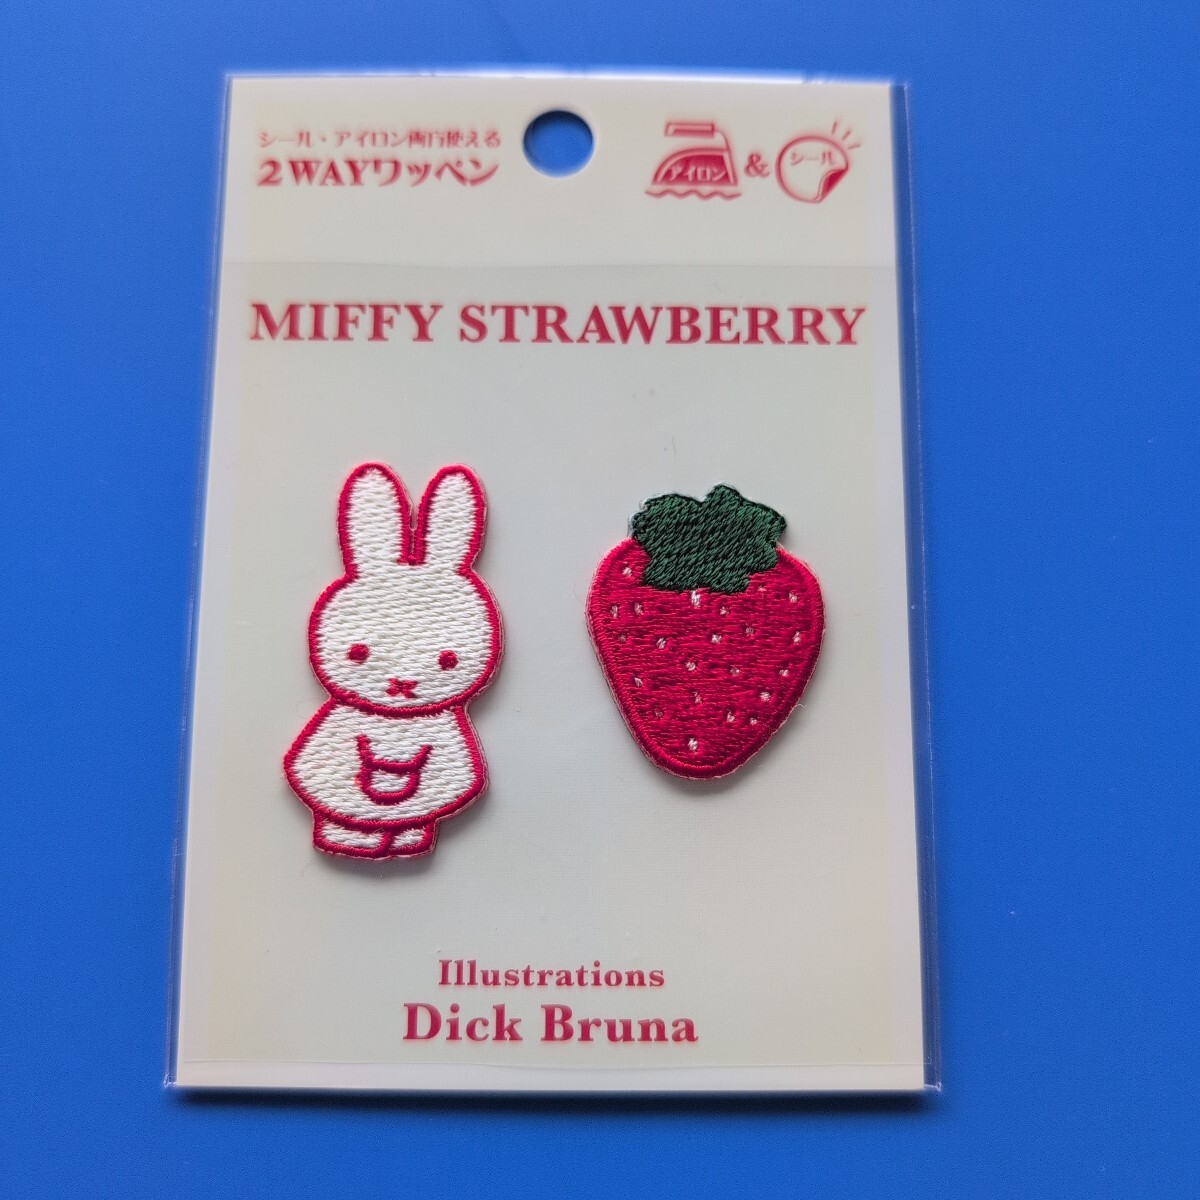 シール・アイロン両方使える
2WAYワッペン
アイロン
&
シール
MIFFY STRAWBERRY
Illustrations
Dick Bruna